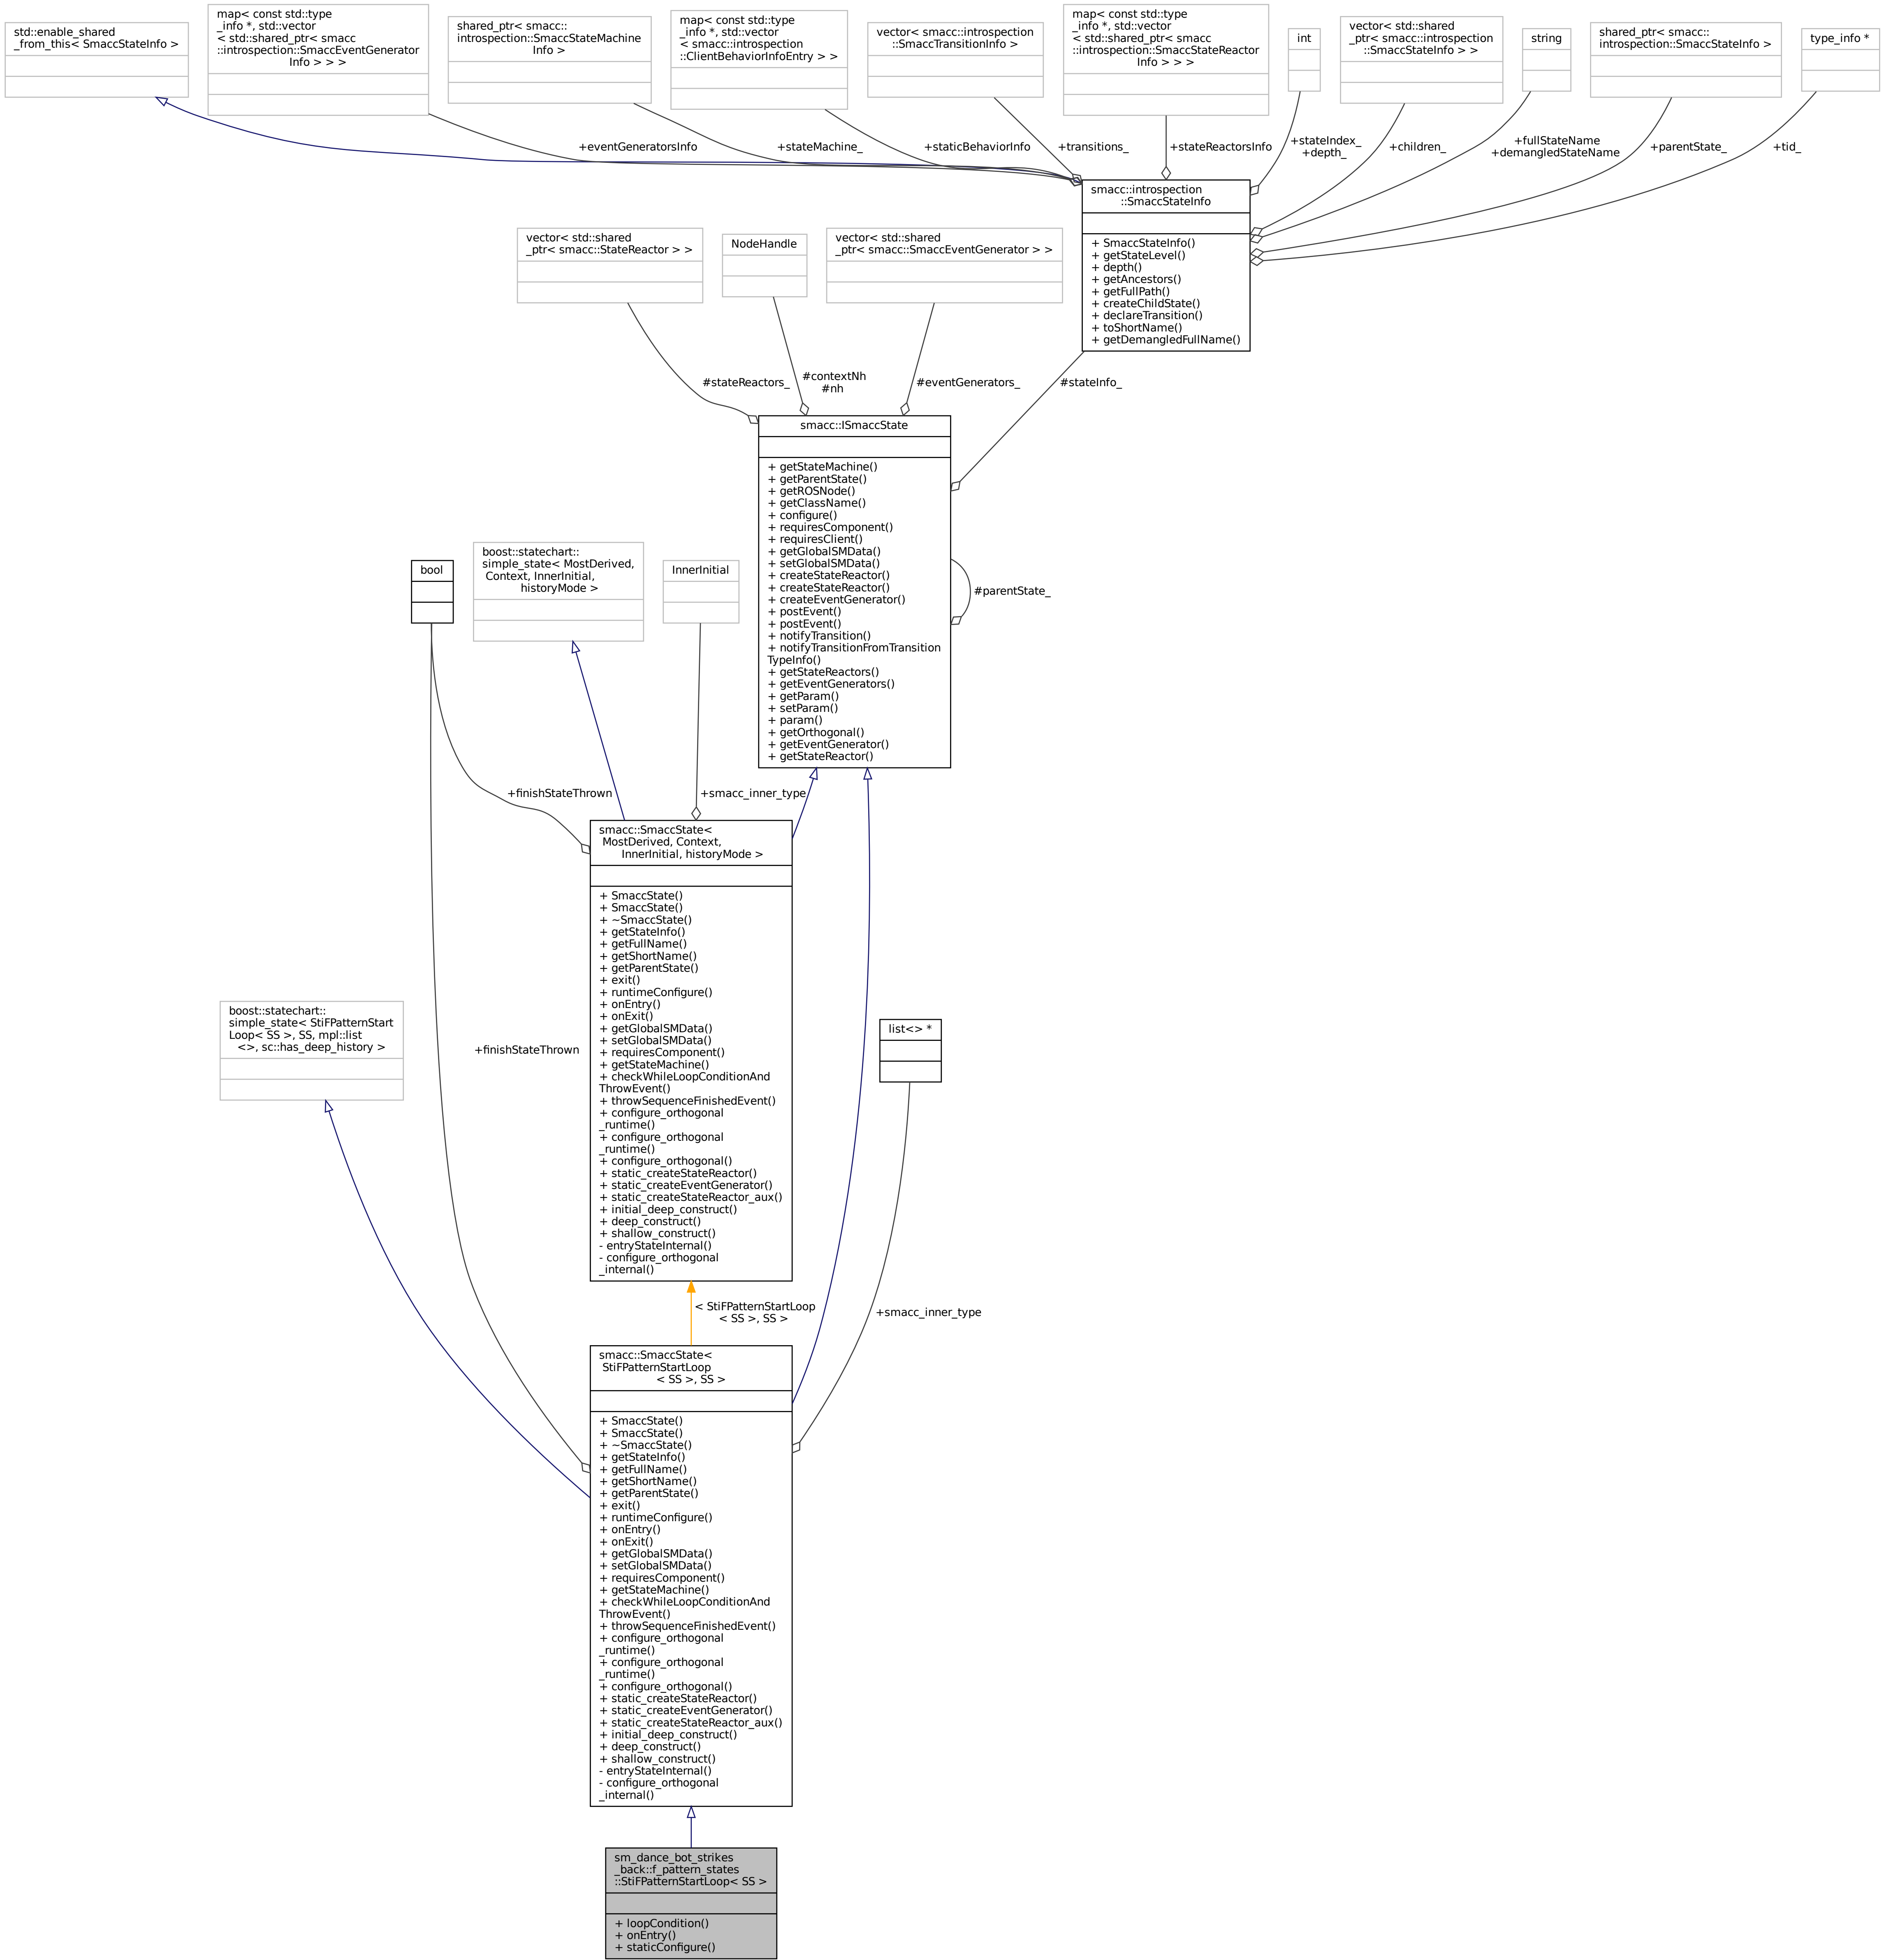 std::enable_shared
_from_this< SmaccStateInfo >
map< const std::type
_info *, std::vector
< std::shared_ptr< smacc
::introspection::SmaccEventGenerator
Info > > >
shared_ptr< smacc::
introspection::SmaccStateMachine
Info >
map< const std::type
_info *, std::vector
< smacc::introspection
::ClientBehaviorInfoEntry > >
vector< smacc::introspection
::SmaccTransitionInfo >
map< const std::type
_info *, std::vector
< std::shared_ptr< smacc
::introspection::SmaccStateReactor
Info > > >
int
vector< std::shared
_ptr< smacc::introspection
::SmaccStateInfo > >
string
shared_ptr< smacc::
introspection::SmaccStateInfo >
type_info *
+eventGeneratorsInfo
+stateMachine_
+staticBehaviorInfo
+transitions_
+stateReactorsInfo
+stateIndex_
+depth_
+children_
+fullStateName
+demangledStateName
+parentState_
+tid_
smacc::introspection
::SmaccStateInfo
+ SmaccStateInfo()
+ getStateLevel()
+ depth()
+ getAncestors()
+ getFullPath()
+ createChildState()
+ declareTransition()
+ toShortName()
+ getDemangledFullName()
vector< std::shared
_ptr< smacc::StateReactor > >
NodeHandle
vector< std::shared
_ptr< smacc::SmaccEventGenerator > >
#stateReactors_
#contextNh
#nh
#eventGenerators_
#stateInfo_
smacc::ISmaccState
+ getStateMachine()
+ getParentState()
+ getROSNode()
+ getClassName()
+ configure()
+ requiresComponent()
+ requiresClient()
+ getGlobalSMData()
+ setGlobalSMData()
+ createStateReactor()
+ createStateReactor()
+ createEventGenerator()
+ postEvent()
+ postEvent()
+ notifyTransition()
+ notifyTransitionFromTransition
TypeInfo()
+ getStateReactors()
+ getEventGenerators()
+ getParam()
+ setParam()
+ param()
+ getOrthogonal()
+ getEventGenerator()
+ getStateReactor()
#parentState_
bool
boost::statechart::
simple_state< MostDerived,
Context, InnerInitial,
historyMode >
InnerInitial
+finishStateThrown
+smacc_inner_type
smacc::SmaccState<
MostDerived, Context,
InnerInitial, historyMode >
+ SmaccState()
+ SmaccState()
+ ~SmaccState()
+ getStateInfo()
+ getFullName()
+ getShortName()
+ getParentState()
+ exit()
+ runtimeConfigure()
+ onEntry()
+ onExit()
+ getGlobalSMData()
+ setGlobalSMData()
+ requiresComponent()
+ getStateMachine()
+ checkWhileLoopConditionAnd
ThrowEvent()
+ throwSequenceFinishedEvent()
+ configure_orthogonal
_runtime()
+ configure_orthogonal
_runtime()
+ configure_orthogonal()
+ static_createStateReactor()
+ static_createEventGenerator()
+ static_createStateReactor_aux()
+ initial_deep_construct()
+ deep_construct()
+ shallow_construct()
- entryStateInternal()
- configure_orthogonal
_internal()
boost::statechart::
simple_state< StiFPatternStart
Loop< SS >, SS, mpl::list
<>, sc::has_deep_history >
+finishStateThrown
list<> *
< StiFPatternStartLoop
< SS >, SS >
+smacc_inner_type
smacc::SmaccState<
StiFPatternStartLoop
< SS >, SS >
+ SmaccState()
+ SmaccState()
+ ~SmaccState()
+ getStateInfo()
+ getFullName()
+ getShortName()
+ getParentState()
+ exit()
+ runtimeConfigure()
+ onEntry()
+ onExit()
+ getGlobalSMData()
+ setGlobalSMData()
+ requiresComponent()
+ getStateMachine()
+ checkWhileLoopConditionAnd
ThrowEvent()
+ throwSequenceFinishedEvent()
+ configure_orthogonal
_runtime()
+ configure_orthogonal
_runtime()
+ configure_orthogonal()
+ static_createStateReactor()
+ static_createEventGenerator()
+ static_createStateReactor_aux()
+ initial_deep_construct()
+ deep_construct()
+ shallow_construct()
- entryStateInternal()
- configure_orthogonal
_internal()
sm_dance_bot_strikes
_back::f_pattern_states
::StiFPatternStartLoop< SS >
+ loopCondition()
+ onEntry()
+ staticConfigure()